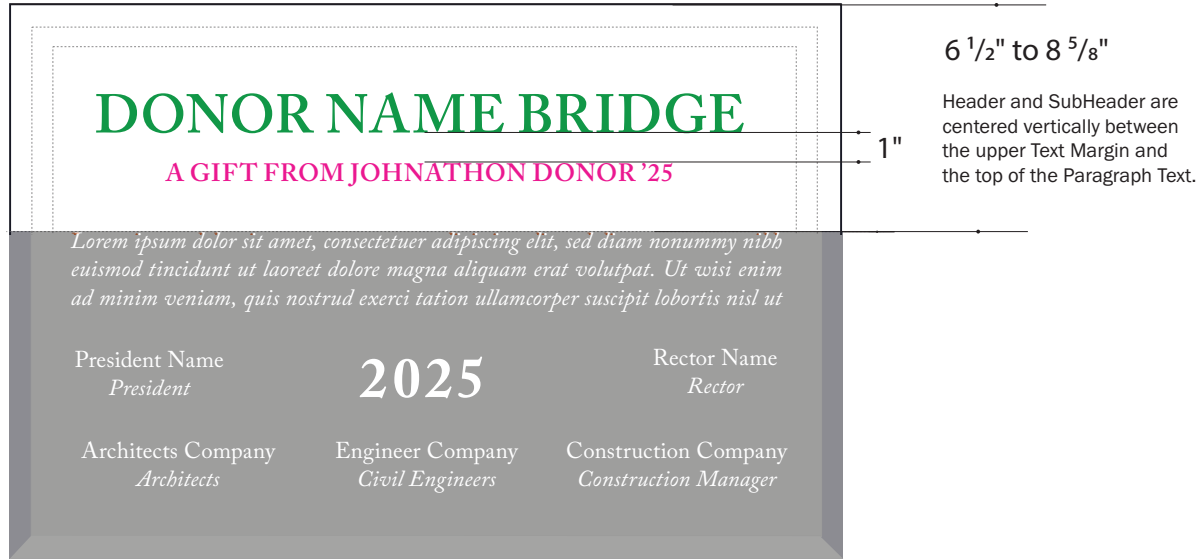 6 1/2" to 8 5/8"
Header and SubHeader are
centered vertically between
the upper Text Margin and
the top of the Paragraph Text.
DONOR NAME BRIDGE
1"
A GIFT FROM JOHNATHON DONOR ’25
Lorem ipsum dolor sit amet, consectetuer adipiscing elit, sed diam nonummy nibh
euismod tincidunt ut laoreet dolore magna aliquam erat volutpat. Ut wisi enim
ad minim veniam, quis nostrud exerci tation ullamcorper suscipit lobortis nisl ut
President Name
President
2025
Rector Name
Rector
Architects Company
Architects
Engineer Company
Civil Engineers
Construction Company
Construction Manager